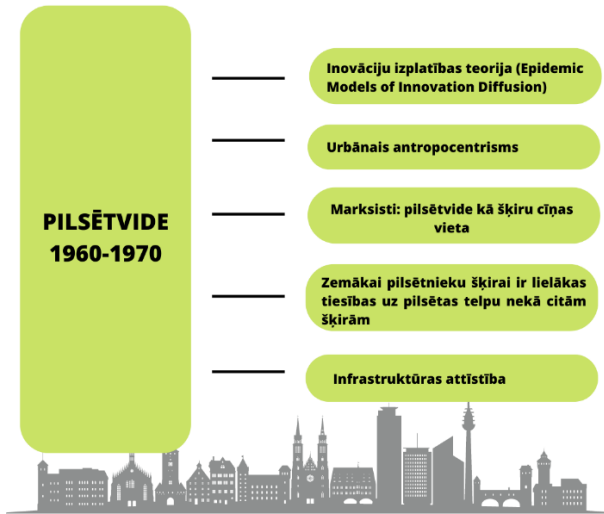 PILSĒTVIDE
1960-1970
Inovāciju izplatības teorija (Epidemic
Models of Innovation Diffusion)
Urbānais antropocentrisms
Marksisti: pilsētvide kā šķiru cīņas
vieta
Zemākai pilsētnieku šķirai ir lielākas
tiesības uz pilsētas telpu nekā citām
šķirām
Infrastruktūras attīstība